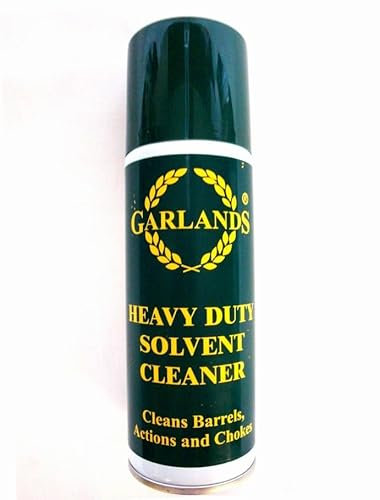 GARLANDS®
HEAVY DUTY
SOLVENT
CLEANER
Cleans Barrels,
Actions and Chokes